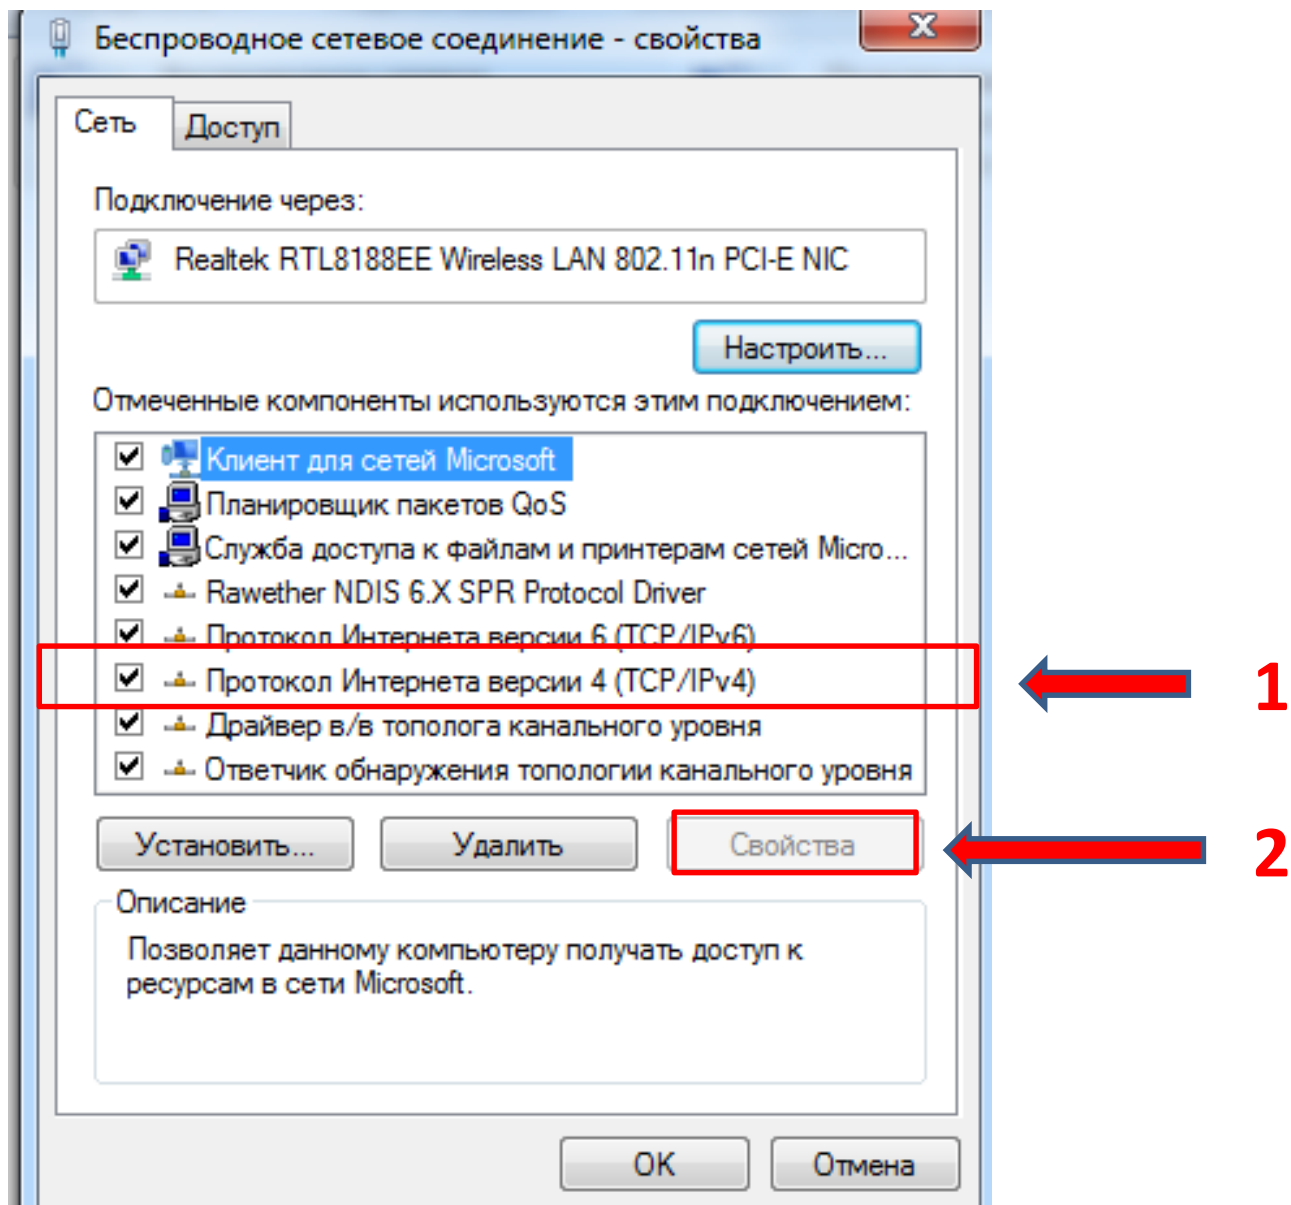 Беспроводное сетевое соединение - свойства
Сеть
Доступ
Подключение через:
Realtek RTL8188EE Wireless LAN 802.11n PCI-E NIC
Настроить...
Отмеченные компоненты используются этим подключением:
Клиент для сетей Microsoft
Планировщик пакетов QoS
Служба доступа к файлам и принтерам сетей Micro...
Rawether NDIS 6.X SPR Protocol Driver
Протокол Интернета версии 6 (TCP/IPv6)
Протокол Интернета версии 4 (TCP/IPv4)
1
Драйвер в/в тополога канального уровня
Ответчик обнаружения топологии канального уровня
Установить...
Удалить
Свойства
2
Описание
Позволяет данному компьютеру получать доступ к
ресурсам в сети Microsoft.
OK
Отмена